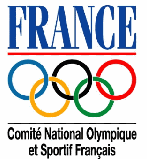 FRANCE
Comité National Olympique
et Sportif Français